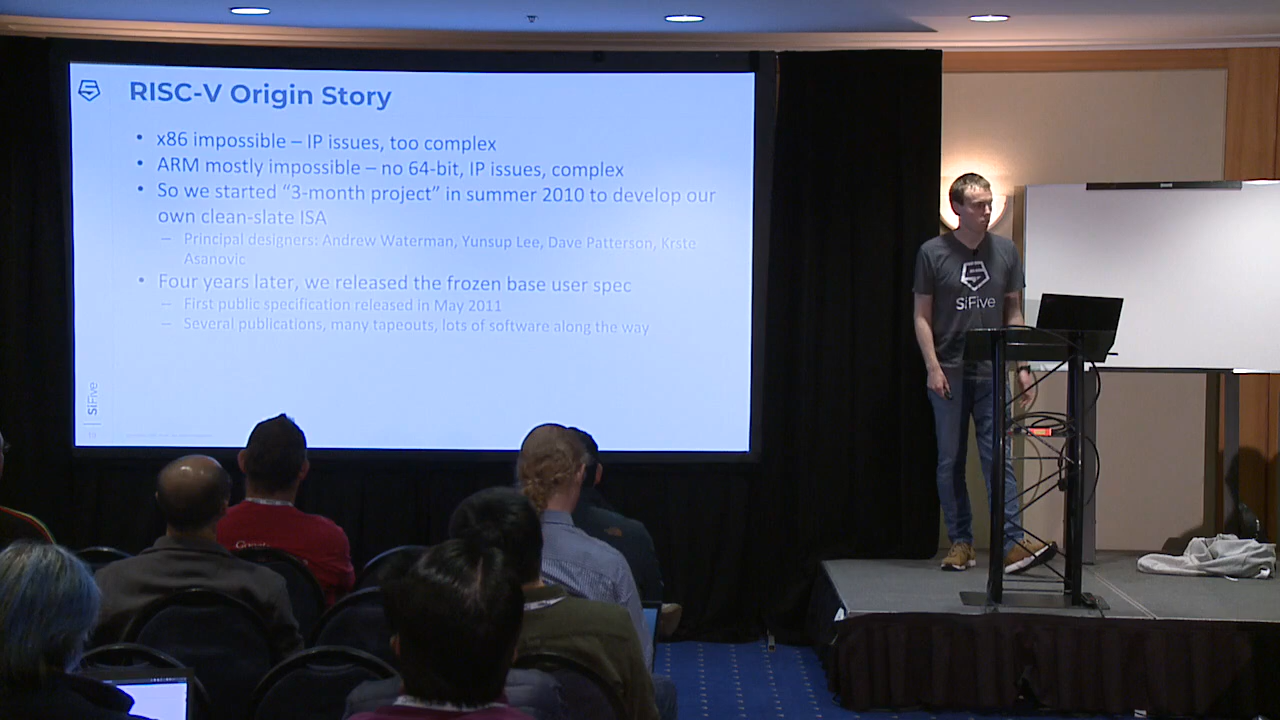 RISC-V Origin Story
• x86 impossible – IP issues, too complex
• ARM mostly impossible – no 64-bit, IP issues, complex
• So we started “3-month project” in summer 2010 to develop our
own clean-slate ISA
– Principal designers: Andrew Waterman, Yunsup Lee, Dave Patterson, Krste
Asanovic
• Four years later, we released the frozen base user spec
– First public specification released in May 2011
– Several publications, many tapeouts, lots of software along the way
SiFive
SiFive